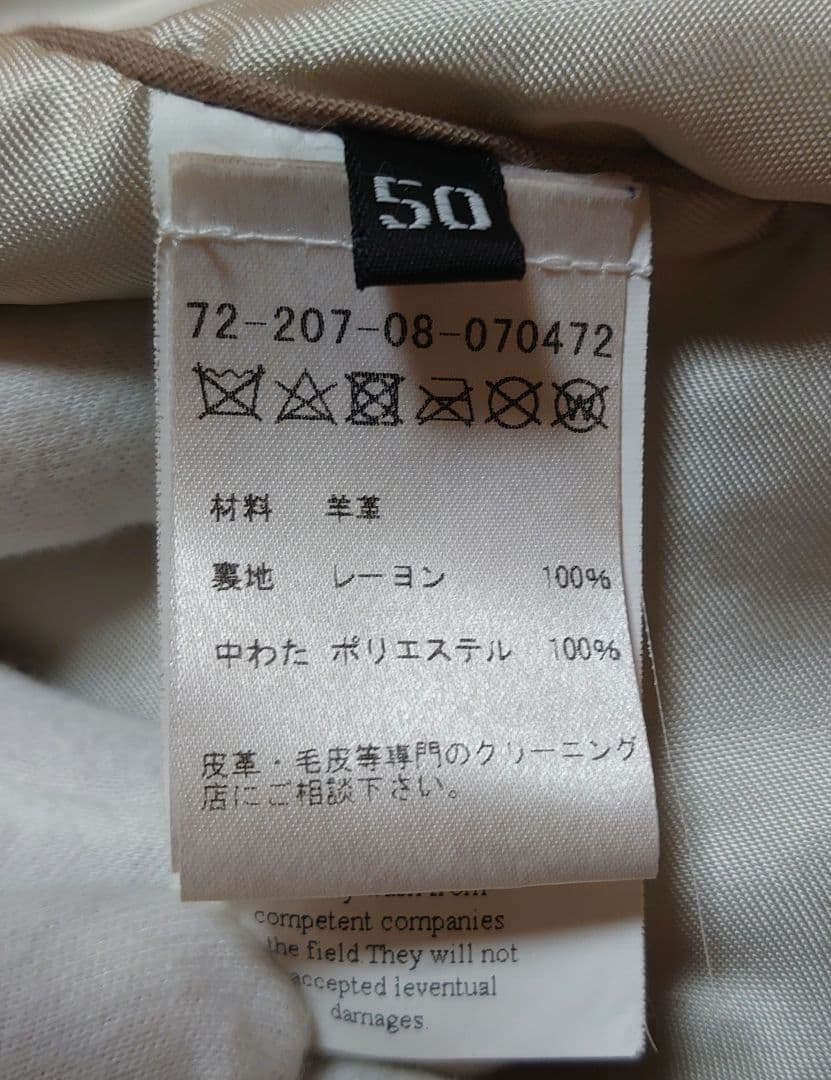 50
72-207-08-070472
W
材料 羊革
裏地 レーヨン 100%
中わた ポリエステル 100%
皮革・毛皮等専門のクリーニング
店にご相談下さい。
from
competent companies
the field They will not
accepted leventual
damages.